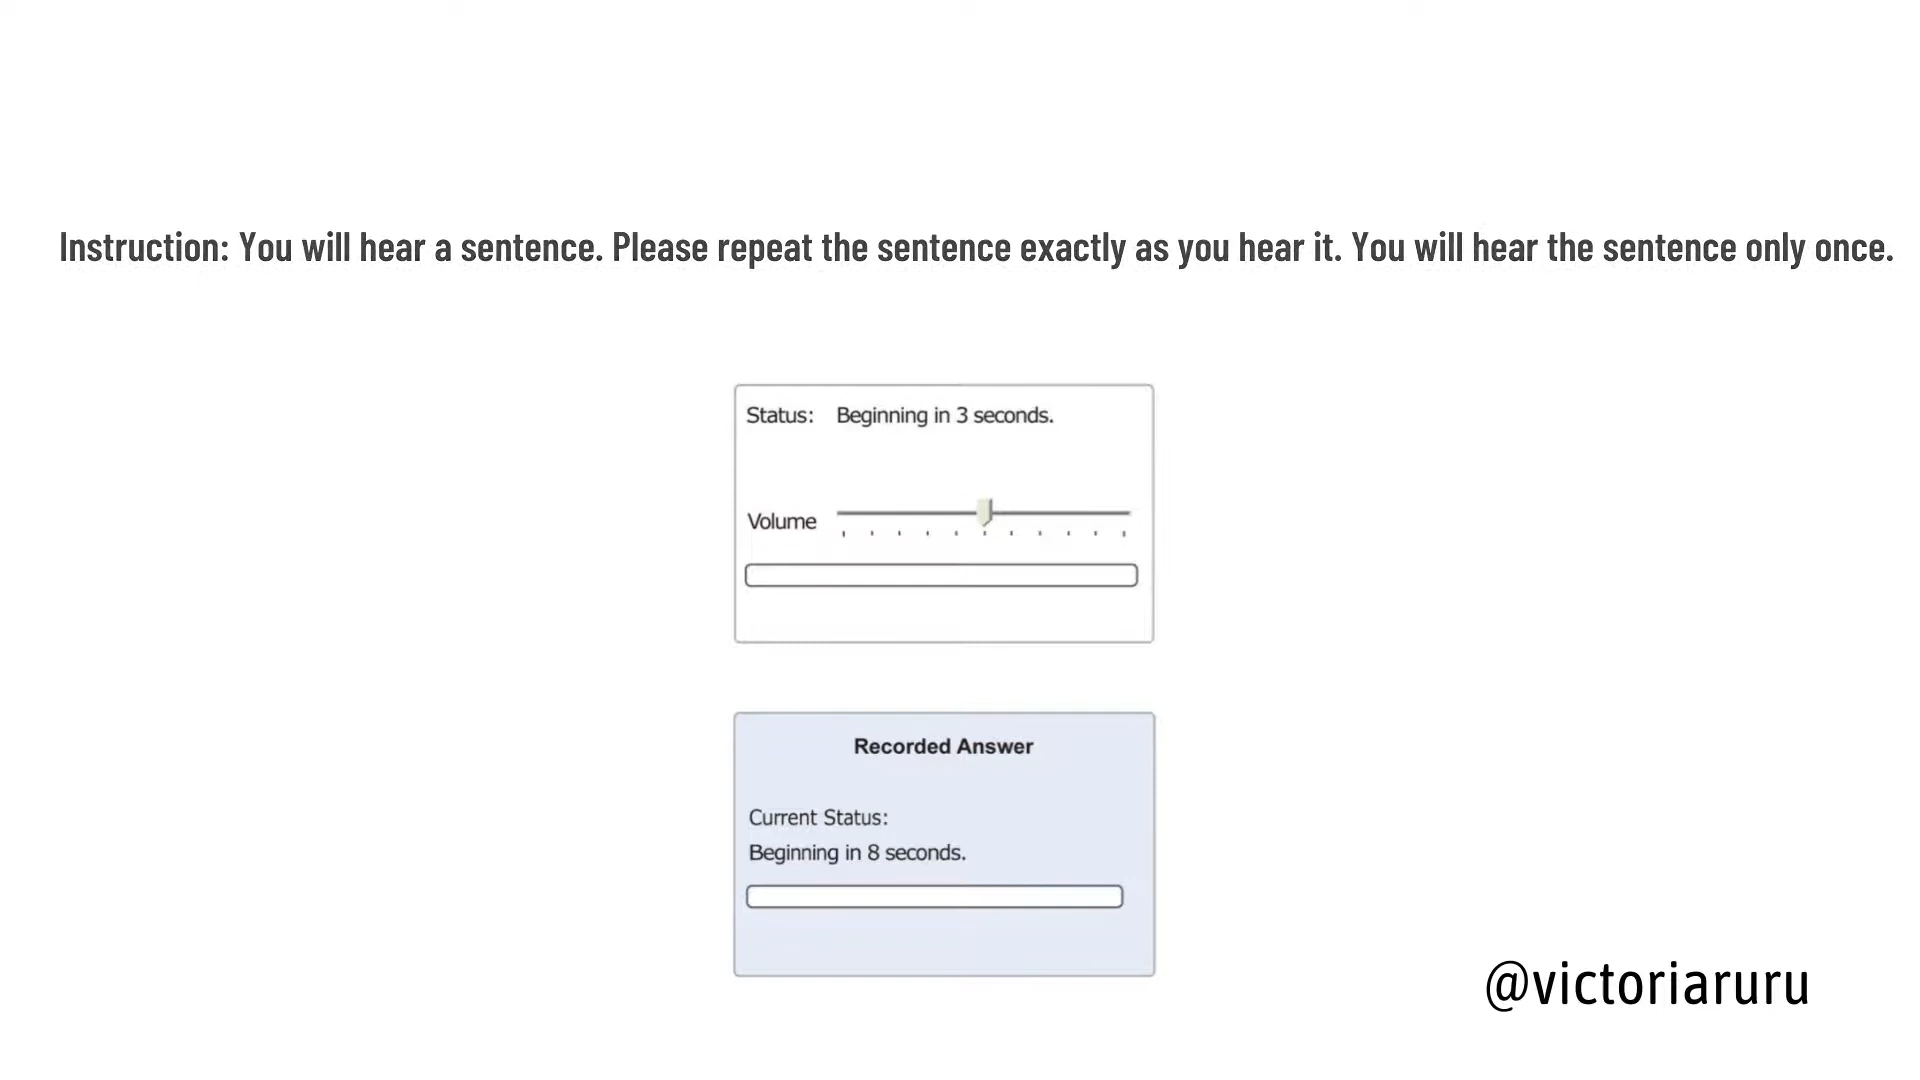 Instruction: You will hear a sentence. Please repeat the sentence exactly as you hear it. You will hear the sentence only once.
Status: Beginning in 3 seconds.
Volume
Recorded Answer
Current Status:
Beginning in 8 seconds.
@victoriaruru